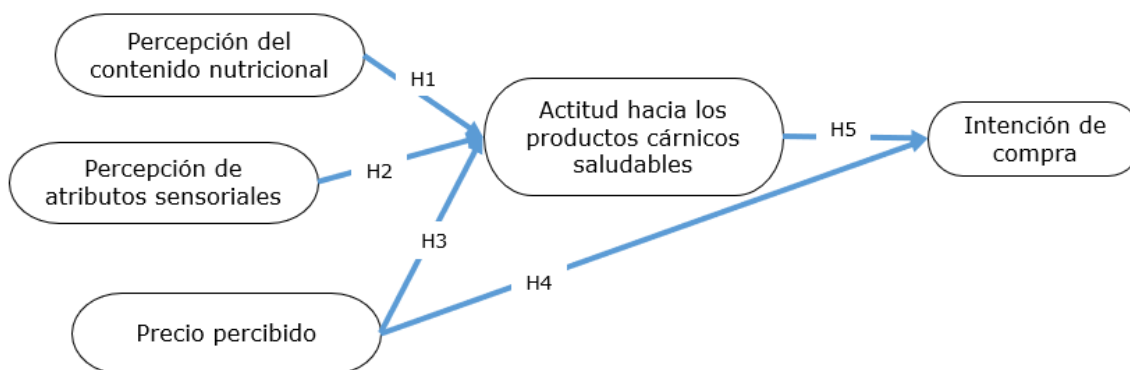 Percepción del
contenido nutricional
H1
Actitud hacia los
productos cárnicos
saludables
H5
Intención de
compra
Percepción de
atributos sensoriales
H2
H3
H4
Precio percibido